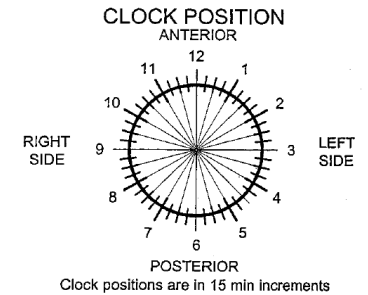 CLOCK POSITION
ANTERIOR
12
11
1
10
2
RIGHT
SIDE
9
3
LEFT
SIDE
8
4
7
5
6
POSTERIOR
Clock positions are in 15 min increments